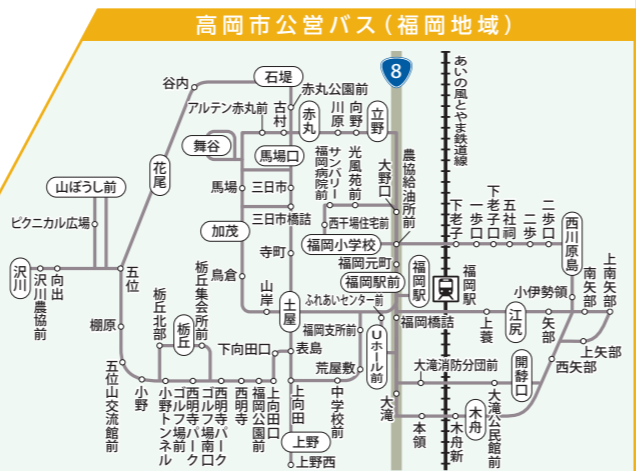 高岡市公営バス（福岡地域）
8
あいの風とやま鉄道線
石堤
谷内
赤丸公園前
アルテン赤丸前
古村
赤丸
川原
向野
立野
舞谷
馬場口
サンバリー福岡病院前
光風苑前
大野口
農協給油所前
花尾
山ぼうし前
馬場
三日市
三日市橋詰
西干場住宅前
下老子
一歩口
下老子口
五社祠
二歩
二歩口
西川原島
ピクニカル広場
加茂
福岡小学校
寺町
福岡元町
福岡駅前
福岡駅
福岡駅
小伊勢領
南矢部
上南矢部
沢川
沢川農協前
向出
五位
鳥倉
山岸
土屋
ふれあいセンター前
福岡橋詰
上蓑
江尻
矢部
上矢部
西矢部
棚原
栃丘北部
栃丘
栃丘集会所前
下向田口
表島
福岡支所前
Uホール前
荒屋敷
大滝消防分団前
開馞口
五位山交流館前
小野
小野トンネル
西明寺パークゴルフ場前
西明寺パークゴルフ場南口
西明寺
福岡公園前
上向田口
上向田
中学校前
大滝
本領
木舟新
木舟
大滝公民館前
上野
上野西